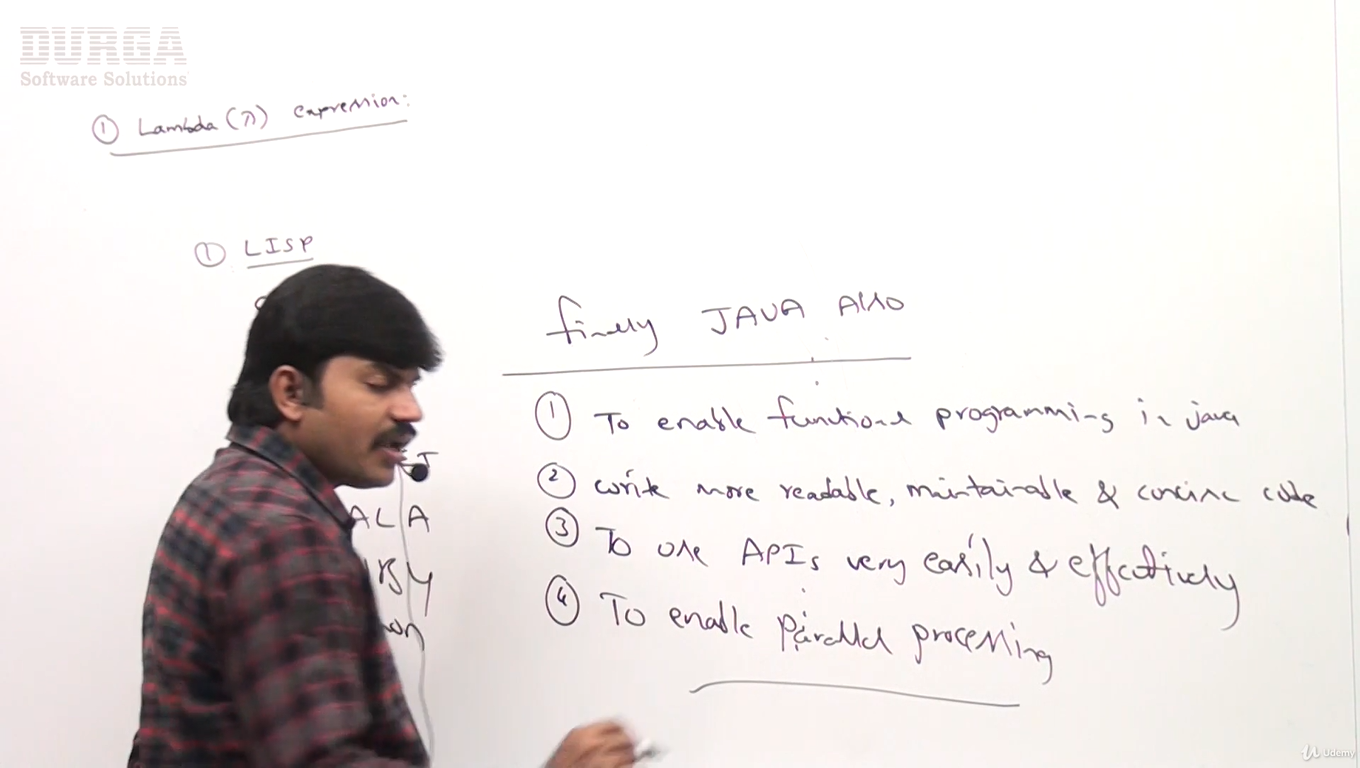 DURGA
Software Solutions
① Lambda (λ) expression:
① LISP
finally JAVA Also
① To enable functional programming in java
② write more readable, maintainable & concise code
③ To use APIs very easily & effectively
④ To enable parallel processing
Udemy